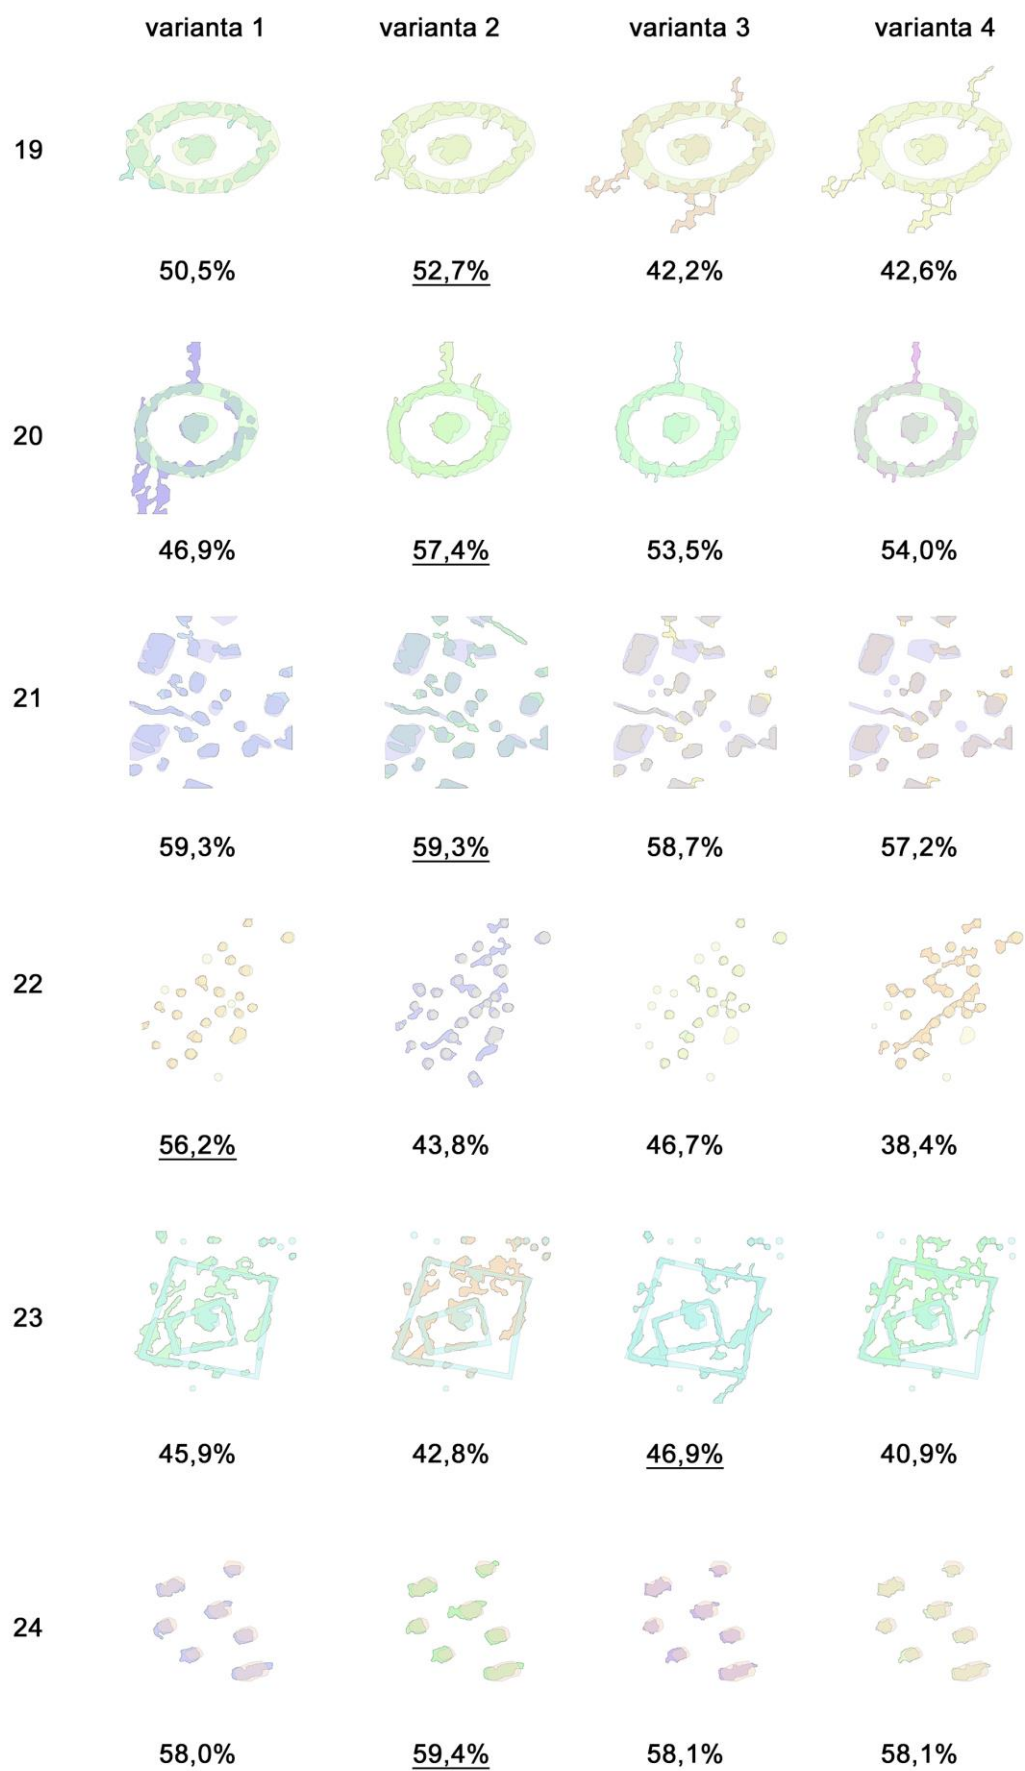 varianta 1 varianta 2 varianta 3 varianta 4
19
50,5% 52,7% 42,2% 42,6%
20
46,9% 57,4% 53,5% 54,0%
21
59,3% 59,3% 58,7% 57,2%
22
56,2% 43,8% 46,7% 38,4%
23
45,9% 42,8% 46,9% 40,9%
24
58,0% 59,4% 58,1% 58,1%